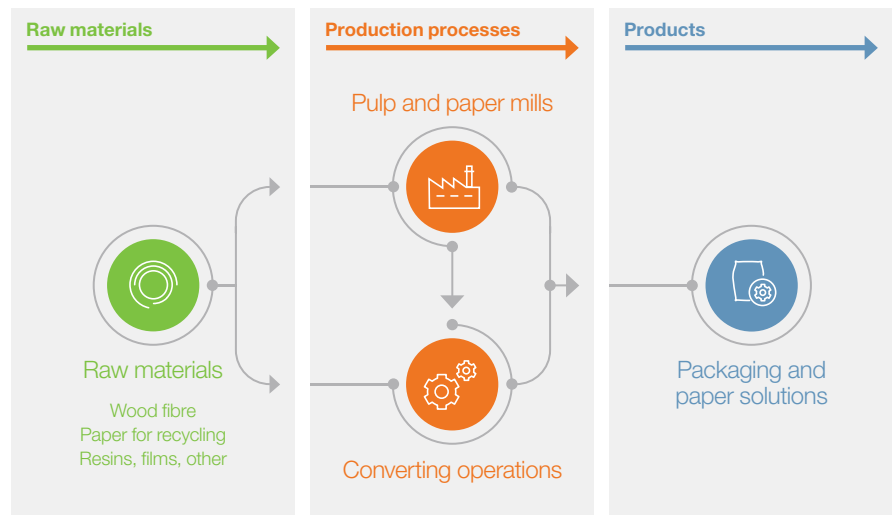 Raw materials
Production processes
Products
Pulp and paper mills
Raw materials
Wood fibre
Paper for recycling
Resins, films, other
Converting operations
Packaging and
paper solutions